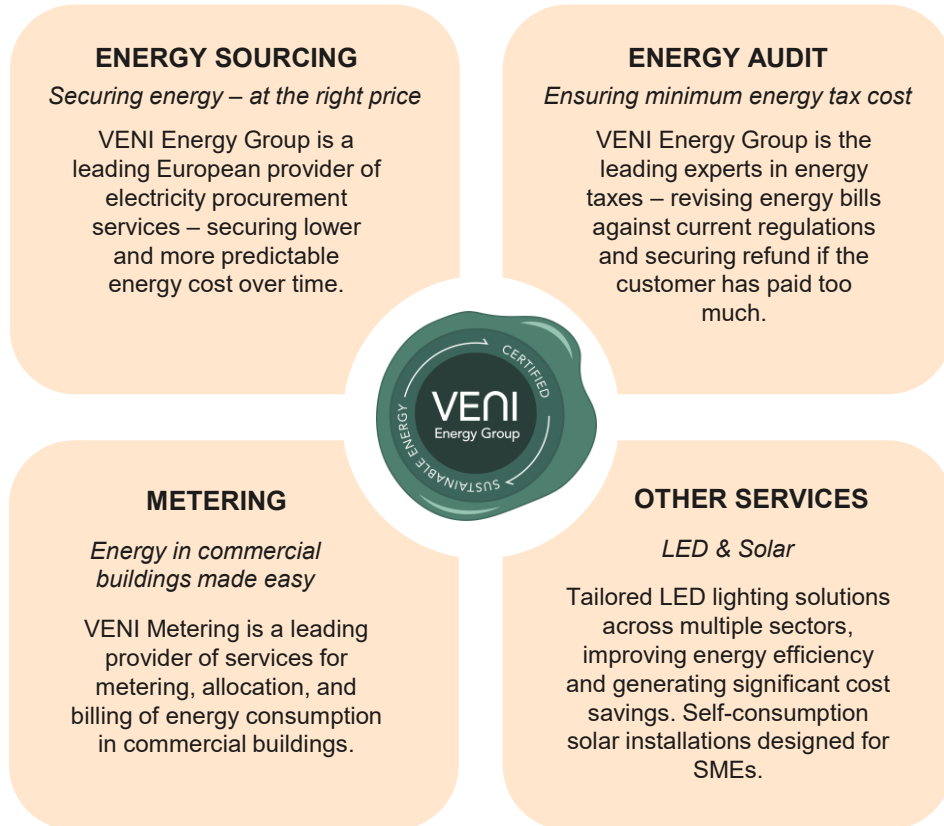 ENERGY SOURCING
Securing energy – at the right price
VENI Energy Group is a
leading European provider of
electricity procurement
services – securing lower
and more predictable
energy cost over time.
ENERGY AUDIT
Ensuring minimum energy tax cost
VENI Energy Group is the
leading experts in energy
taxes – revising energy bills
against current regulations
and securing refund if the
customer has paid too
much.
CERTIFIED
VENI
Energy Group
SUSTAINABLE ENERGY
METERING
Energy in commercial
buildings made easy
VENI Metering is a leading
provider of services for
metering, allocation, and
billing of energy consumption
in commercial buildings.
OTHER SERVICES
LED & Solar
Tailored LED lighting solutions
across multiple sectors,
improving energy efficiency
and generating significant cost
savings. Self-consumption
solar installations designed for
SMEs.